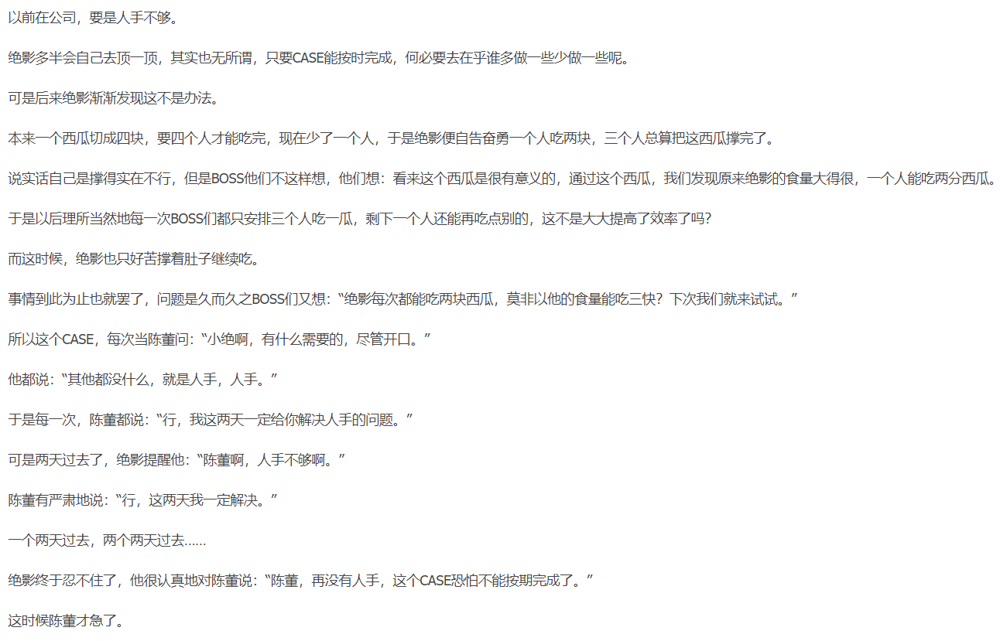 以前在公司，要是人手不够。
绝影多半会自己去顶一顶，其实也无所谓，只要CASE能按时完成，何必要去在乎谁多做一些少做一些呢。
可是后来绝影渐渐发现这不是办法。
本来一个西瓜切成四块，要四个人才能吃完，现在少了一个人，于是绝影便自告奋勇一个人吃两块，三个人总算把这西瓜撑完了。
说实话自己是撑得实在不行，但是BOSS他们不这样想，他们想：看来这个西瓜是很有意义的，通过这个西瓜，我们发现原来绝影的食量大得很，一个人能吃两分西瓜。
于是以后理所当然地每一次BOSS们都只安排三个人吃一瓜，剩下一个人还能再吃点别的，这不是大大提高了效率了吗？
而这时候，绝影也只好苦撑着肚子继续吃。
事情到此为止也就罢了，问题是久而久之BOSS们又想：“绝影每次都能吃两块西瓜，莫非以他的食量能吃三快？下次我们就来试试。”
所以这个CASE，每次当陈董问：“小绝啊，有什么需要的，尽管开口。”
他都说：“其他都没什么，就是人手，人手。”
于是每一次，陈董都说：“行，我这两天一定给你解决人手的问题。”
可是两天过去了，绝影提醒他：“陈董啊，人手不够啊。”
陈董有严肃地说：“行，这两天我一定解决。”
一个两天过去，两个两天过去……
绝影终于忍不住了，他很认真地对陈董说：“陈董，再没有人手，这个CASE恐怕不能按期完成了。”
这时候陈董才急了。